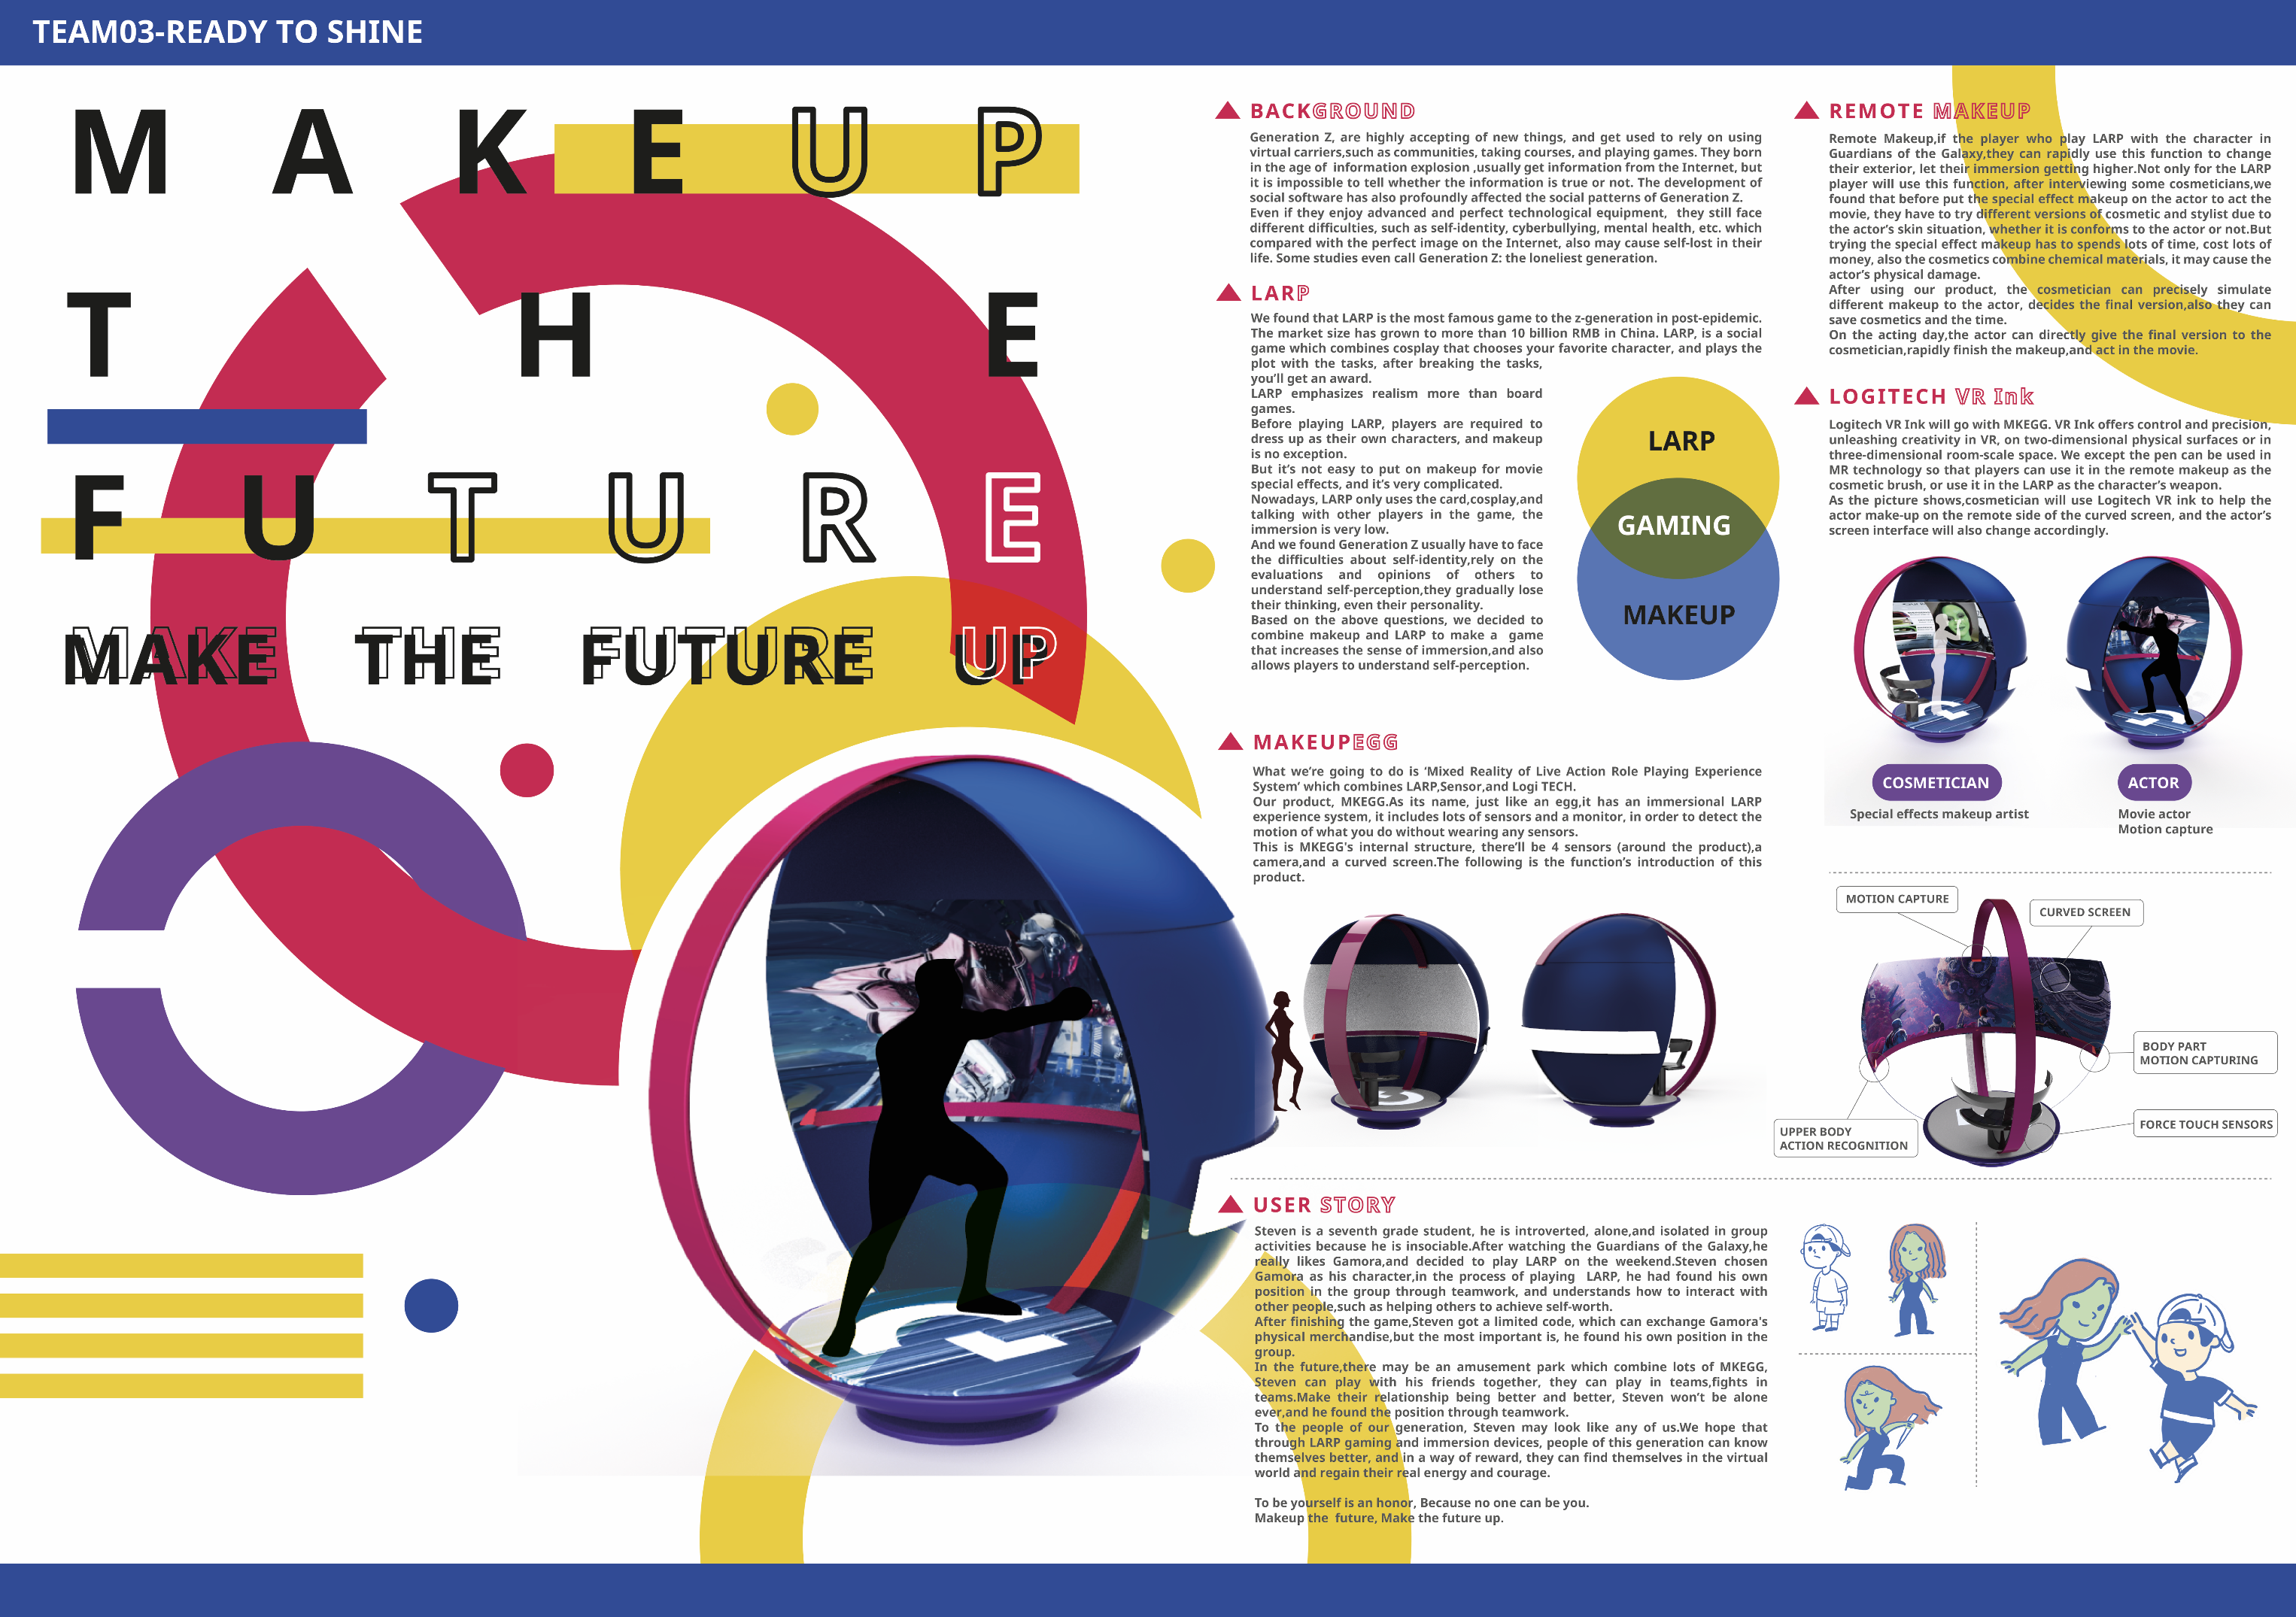 TEAM03-READY TO SHINE
MAKEUP
THE
FUTURE
MAKE THE FUTURE UP
BACKGROUND
Generation Z, are highly accepting of new things, and get used to rely on using
virtual carriers,such as communities, taking courses, and playing games. They born
in the age of information explosion ,usually get information from the Internet, but
it is impossible to tell whether the information is true or not. The development of
social software has also profoundly affected the social patterns of Generation Z.
Even if they enjoy advanced and perfect technological equipment, they still face
different difficulties, such as self-identity, cyberbullying, mental health, etc. which
compared with the perfect image on the Internet, also may cause self-lost in their
life. Some studies even call Generation Z: the loneliest generation.
LARP
We found that LARP is the most famous game to the z-generation in post-epidemic.
The market size has grown to more than 10 billion RMB in China. LARP, is a social
game which combines cosplay that chooses your favorite character, and plays the
plot with the tasks, after breaking the tasks,
you'll get an award.
LARP emphasizes realism more than board
games.
Before playing LARP, players are required to
dress up as their own characters, and makeup
is no exception.
But it's not easy to put on makeup for movie
special effects, and it's very complicated.
Nowadays, LARP only uses the card,cosplay,and
talking with other players in the game, the
immersion is very low.
And we found Generation Z usually have to face
the difficulties about self-identity,rely on the
evaluations and opinions of others to
understand self-perception,they gradually lose
their thinking, even their personality.
Based on the above questions, we decided to
combine makeup and LARP to make a game
that increases the sense of immersion,and also
allows players to understand self-perception.
LARP
GAMING
MAKEUP
MAKEUPEGG
What we're going to do is ‘Mixed Reality of Live Action Role Playing Experience
System’ which combines LARP,Sensor,and Logi TECH.
Our product, MKEGG.As its name, just like an egg,it has an immersional LARP
experience system, it includes lots of sensors and a monitor, in order to detect the
motion of what you do without wearing any sensors.
This is MKEGG's internal structure, there'll be 4 sensors (around the product),a
camera,and a curved screen.The following is the function's introduction of this
product.
USER STORY
Steven is a seventh grade student, he is introverted, alone,and isolated in group
activities because he is insociable.After watching the Guardians of the Galaxy,he
really likes Gamora,and decided to play LARP on the weekend.Steven chosen
Gamora as his character,in the process of playing LARP, he had found his own
position in the group through teamwork, and understands how to interact with
other people,such as helping others to achieve self-worth.
After finishing the game,Steven got a limited code, which can exchange Gamora's
physical merchandise,but the most important is, he found his own position in the
group.
In the future,there may be an amusement park which combine lots of MKEGG,
Steven can play with his friends together, they can play in teams,fights in
teams.Make their relationship being better and better, Steven won't be alone
ever,and he found the position through teamwork.
To the people of our generation, Steven may look like any of us.We hope that
through LARP gaming and immersion devices, people of this generation can know
themselves better, and in a way of reward, they can find themselves in the virtual
world and regain their real energy and courage.
To be yourself is an honor, Because no one can be you.
Makeup the future, Make the future up.
REMOTE MAKEUP
Remote Makeup,if the player who play LARP with the character in
Guardians of the Galaxy,they can rapidly use this function to change
their exterior, let their immersion getting higher.Not only for the LARP
player will use this function, after interviewing some cosmeticians,we
found that before put the special effect makeup on the actor to act the
movie, they have to try different versions of cosmetic and stylist due to
the actor's skin situation, whether it is conforms to the actor or not.But
trying the special effect makeup has to spends lots of time, cost lots of
money, also the cosmetics combine chemical materials, it may cause the
actor's physical damage.
After using our product, the cosmetician can precisely simulate
different makeup to the actor, decides the final version,also they can
save cosmetics and the time.
On the acting day,the actor can directly give the final version to the
cosmetician,rapidly finish the makeup,and act in the movie.
LOGITECH VR Ink
Logitech VR Ink will go with MKEGG. VR Ink offers control and precision,
unleashing creativity in VR, on two-dimensional physical surfaces or in
three-dimensional room-scale space. We except the pen can be used in
MR technology so that players can use it in the remote makeup as the
cosmetic brush, or use it in the LARP as the character's weapon.
As the picture shows,cosmetician will use Logitech VR ink to help the
actor make-up on the remote side of the curved screen, and the actor's
screen interface will also change accordingly.
COSMETICIAN
Special effects makeup artist
ACTOR
Movie actor
Motion capture
MOTION CAPTURE
CURVED SCREEN
BODY PART
MOTION CAPTURING
FORCE TOUCH SENSORS
UPPER BODY
ACTION RECOGNITION